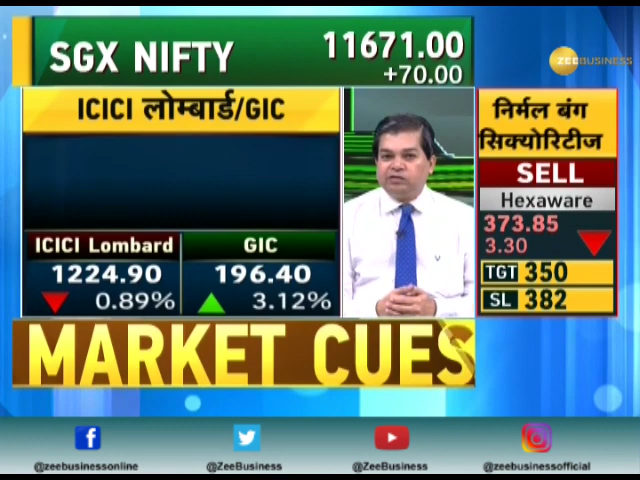 SGX NIFTY
11671.00
+70.00
ZEEBUSINESS
ICICI लोम्बार्ड/GIC
ICICI Lombard
1224.90
0.89%
GIC
196.40
3.12%
निर्मल बंग
सिक्योरिटीज
SELL
Hexaware
373.85
3.30
TGT 350
SL 382
MARKET CUES
@zeebusinessonline
@ZeeBusiness
@ZeeBusiness
@zeebusinessofficial